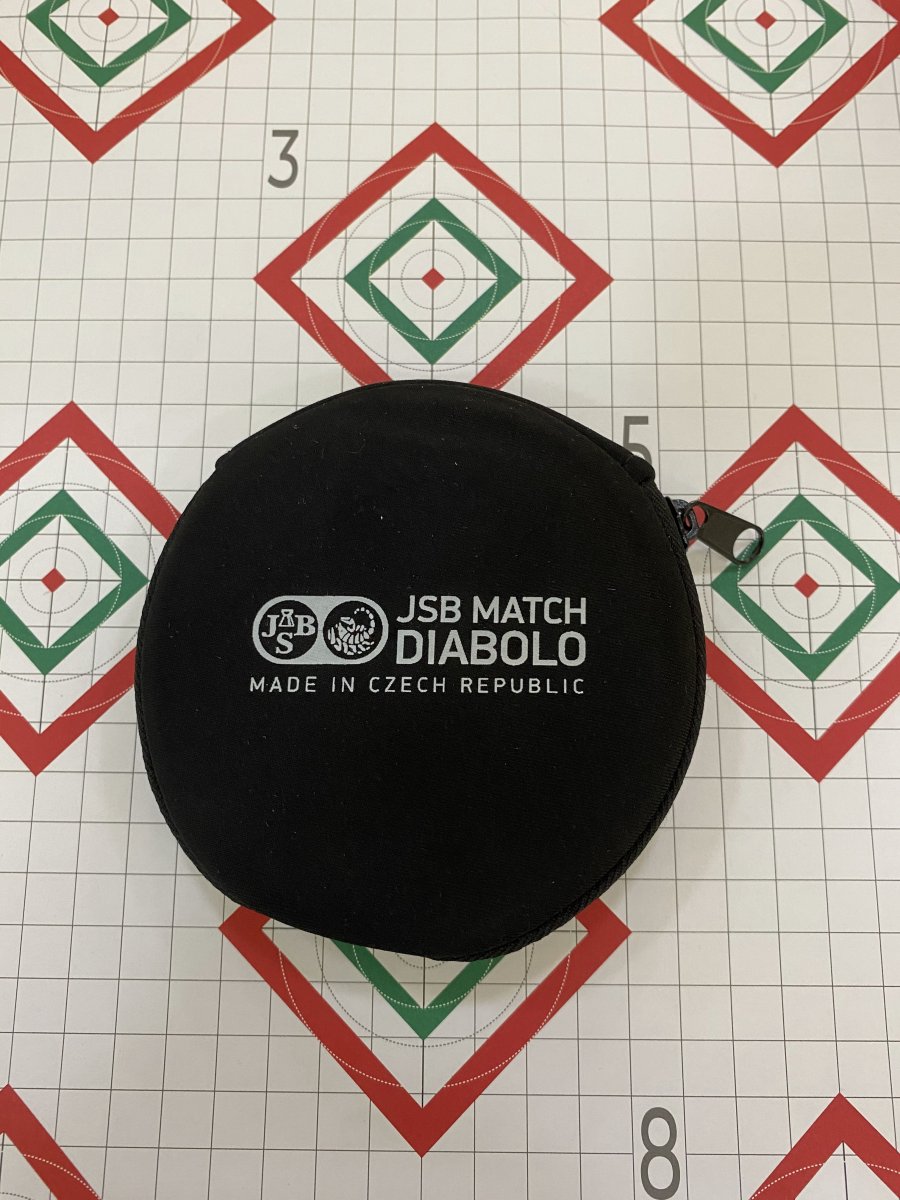 3
5
JSB
JSB MATCH
DIABOLO
MADE IN CZECH REPUBLIC
8